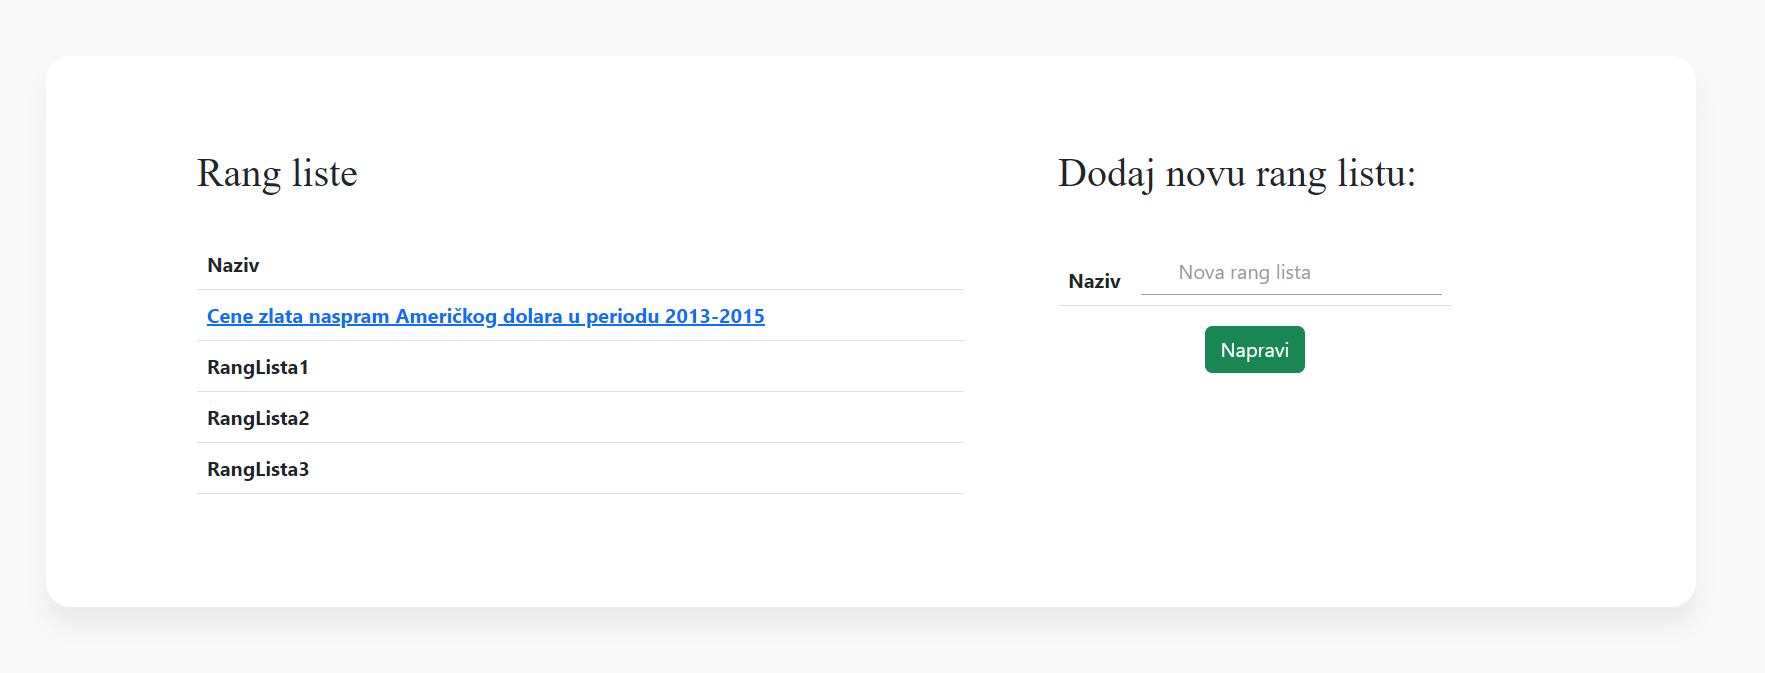 Rang liste
Naziv
Cene zlata naspram Američkog dolara u periodu 2013-2015
RangLista1
RangLista2
RangLista3
Dodaj novu rang listu:
Naziv
Nova rang lista
Napravi